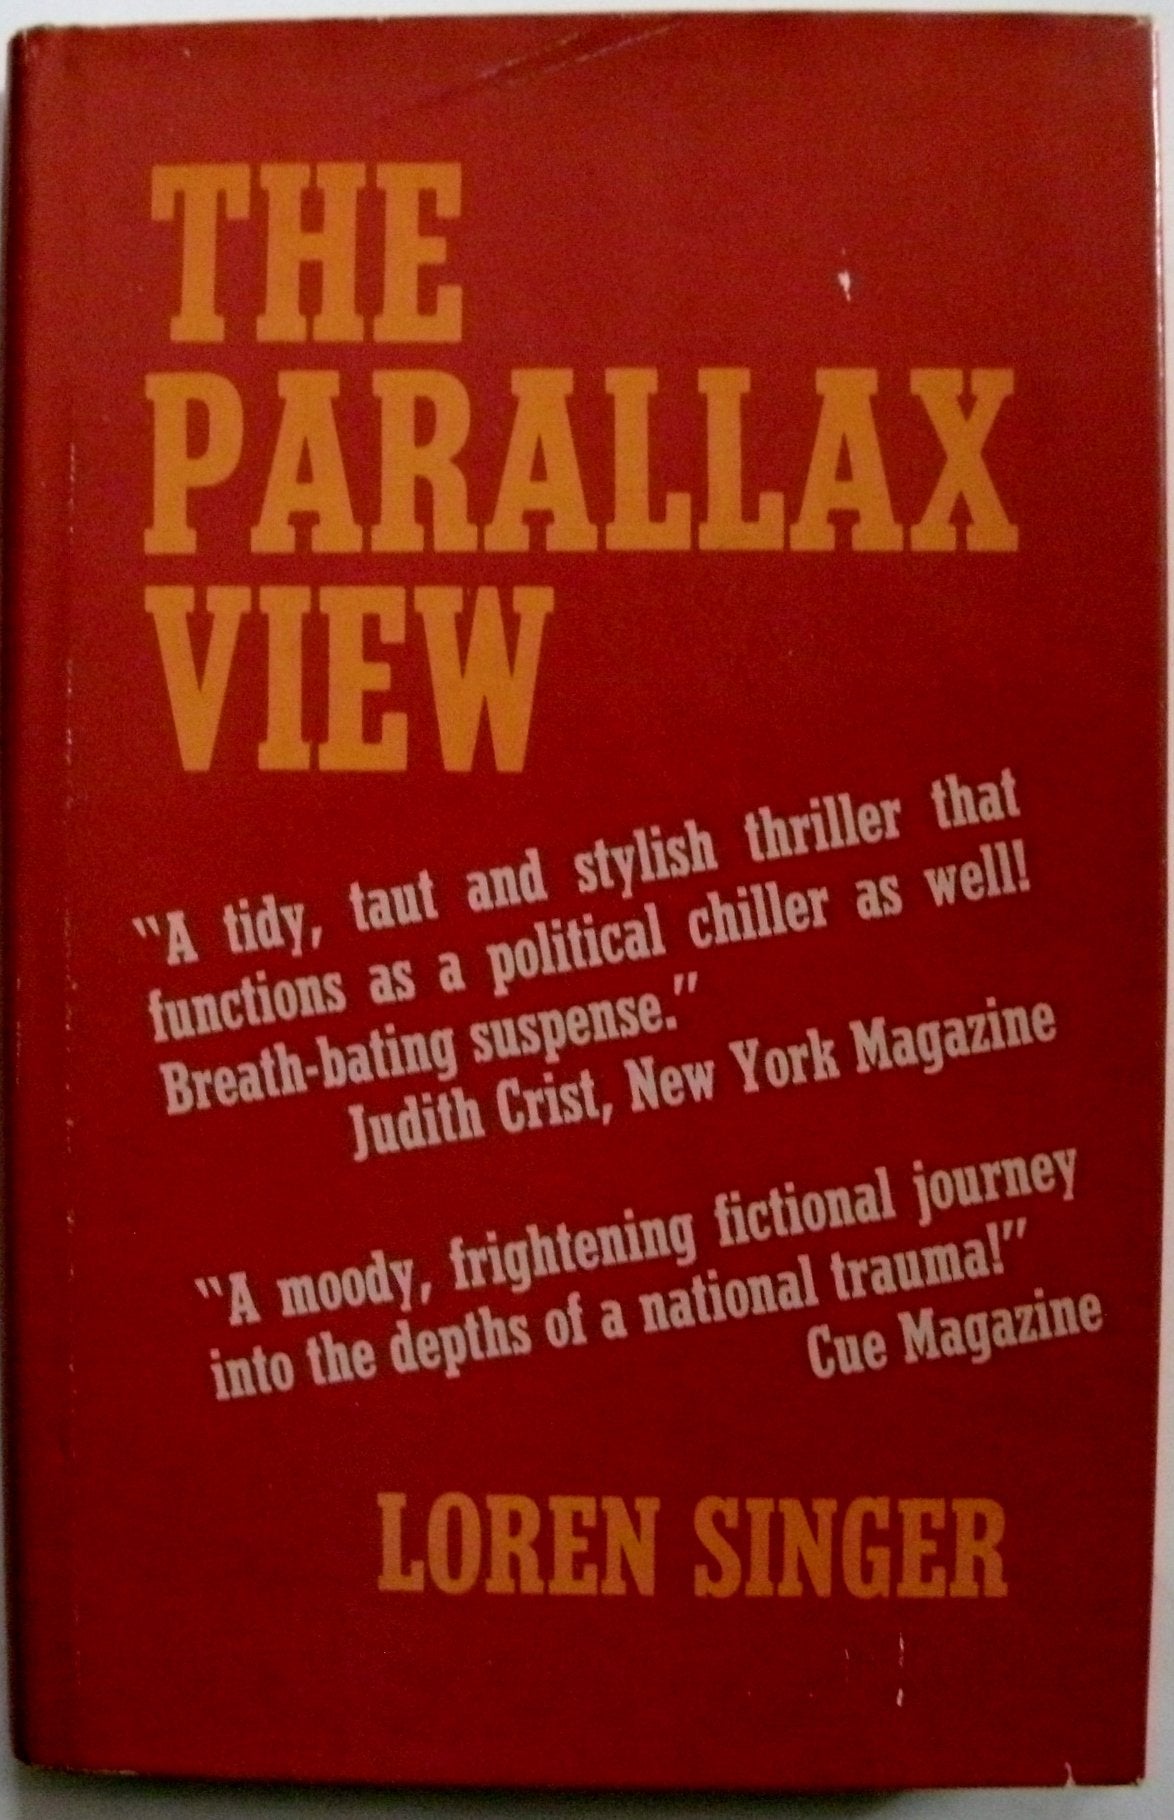 THE
PARALLAX
VIEW
"A tidy, taut and stylish thriller that
functions as a political chiller as well!
Breath-bating suspense."
Judith Crist, New York Magazine
"A moody, frightening fictional journey
into the depths of a national trauma!"
Cue Magazine
LOREN SINGER